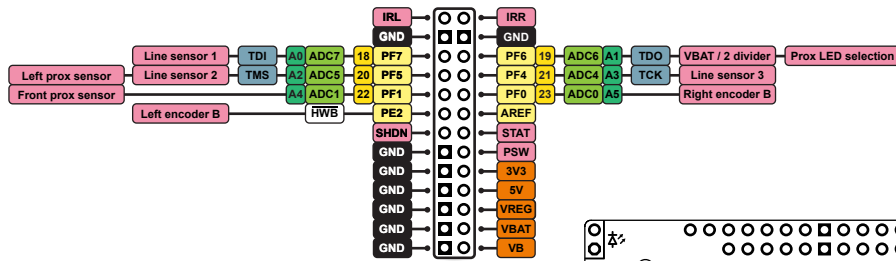 IRL IRR
GND GND
Line sensor 1 TDI A0 ADC7 18 PF7 PF6 19 ADC6 A1 TDO VBAT / 2 divider Prox LED selection
Left prox sensor Line sensor 2 TMS A2 ADC5 20 PF5 PF4 21 ADC4 A3 TCK Line sensor 3
Front prox sensor A4 ADC1 22 PF1 PF0 23 ADC0 A5 Right encoder B
Left encoder B HWB PE2 AREF
SHDN STAT
GND PSW
GND 3V3
GND 5V
GND VREG
GND VBAT
GND VB